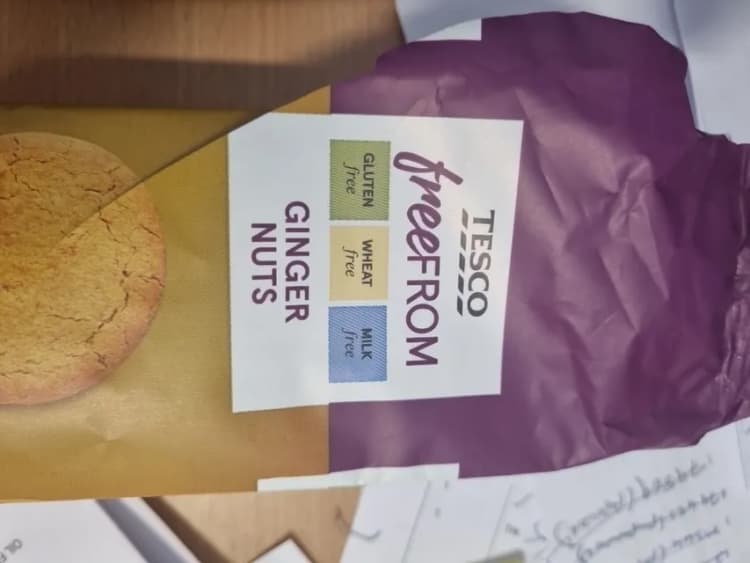 TESCO
freeFROM
GLUTEN
free
WHEAT
free
MILK
free
GINGER
NUTS